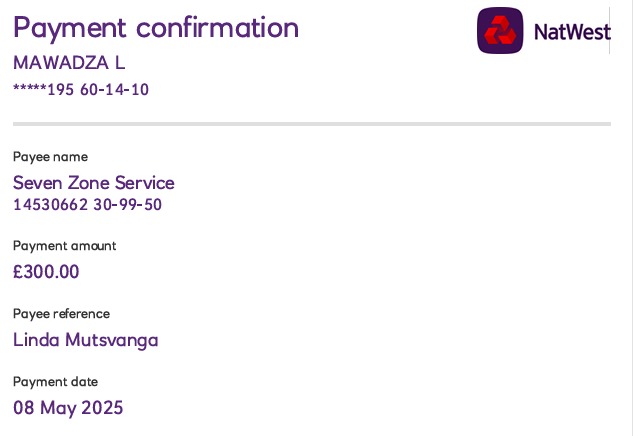 Payment confirmation
NatWest
MAWADZA L
*****195 60-14-10
Payee name
Seven Zone Service
14530662 30-99-50
Payment amount
£300.00
Payee reference
Linda Mutsvanga
Payment date
08 May 2025